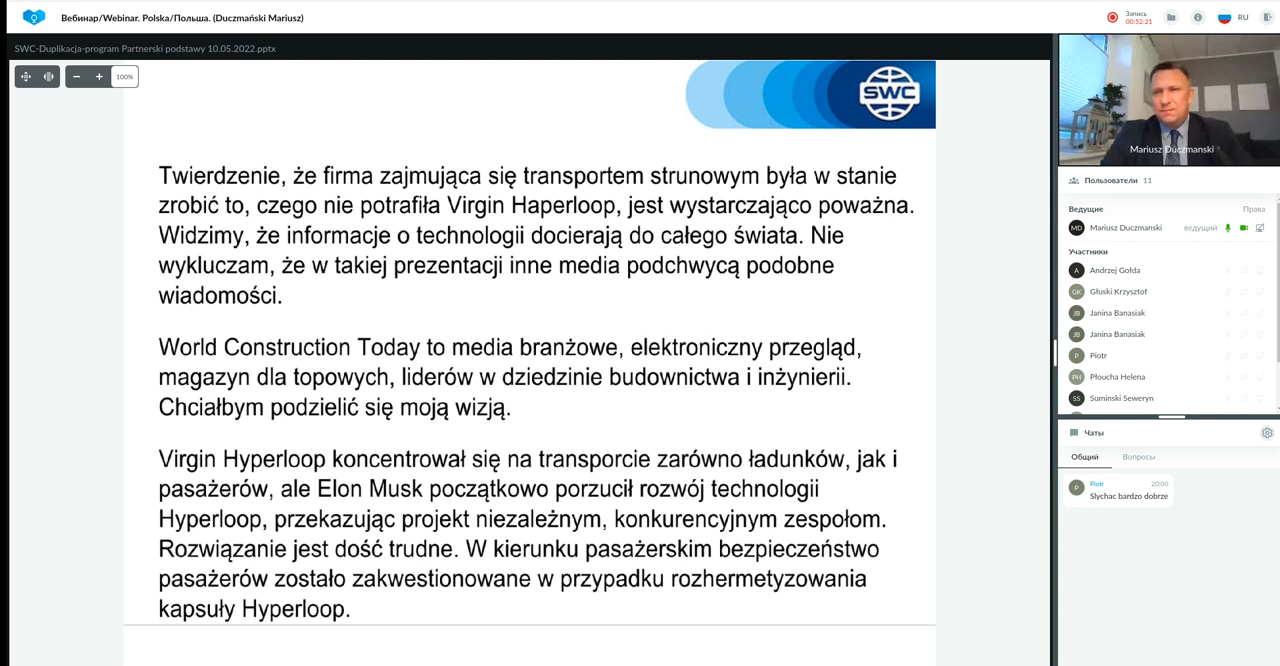 Вебинар/Webinar. Polska/Польша. (Duczmański Mariusz)
Запись
00:52:21
RU
SWC-Duplikacja-program Partnerski podstawy 10.05.2022.pptx
100%
SWC
Twierdzenie, że firma zajmująca się transportem strunowym była w stanie
zrobić to, czego nie potrafiła Virgin Haperloop, jest wystarczająco poważna.
Widzimy, że informacje o technologii docierają do całego świata. Nie
wykluczam, że w takiej prezentacji inne media podchwycą podobne
wiadomości.
World Construction Today to media branżowe, elektroniczny przegląd,
magazyn dla topowych, liderów w dziedzinie budownictwa i inżynierii.
Chciałbym podzielić się moją wizją.
Virgin Hyperloop koncentrował się na transporcie zarówno ładunków, jak i
pasażerów, ale Elon Musk początkowo porzucił rozwój technologii
Hyperloop, przekazując projekt niezależnym, konkurencyjnym zespołom.
Rozwiązanie jest dość trudne. W kierunku pasażerskim bezpieczeństwo
pasażerów zostało zakwestionowane w przypadku rozhermetyzowania
kapsuły Hyperloop.
Mariusz Duczmanski
Пользователи 11
Ведущие Права
MD Mariusz Duczmanski ведущий
Участники
A Andrzej Gołda
GK Głuski Krzysztof
JB Janina Banasiak
JB Janina Banasiak
P Piotr
PH Płoucha Helena
SS Suminski Seweryn
Чаты
Общий Вопросы
P Piotr 20:00
Slychac bardzo dobrze